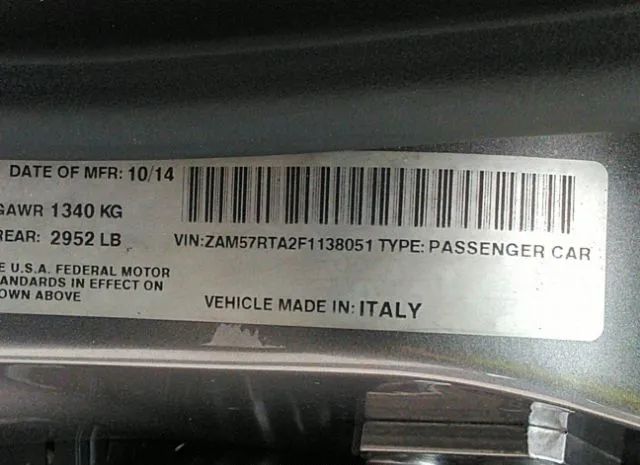 DATE OF MFR: 10/14
GAWR 1340 KG
REAR: 2952 LB
VIN:ZAM57RTA2F1138051 TYPE: PASSENGER CAR
E U.S.A. FEDERAL MOTOR
ANDARDS IN EFFECT ON
OWN ABOVE
VEHICLE MADE IN: ITALY